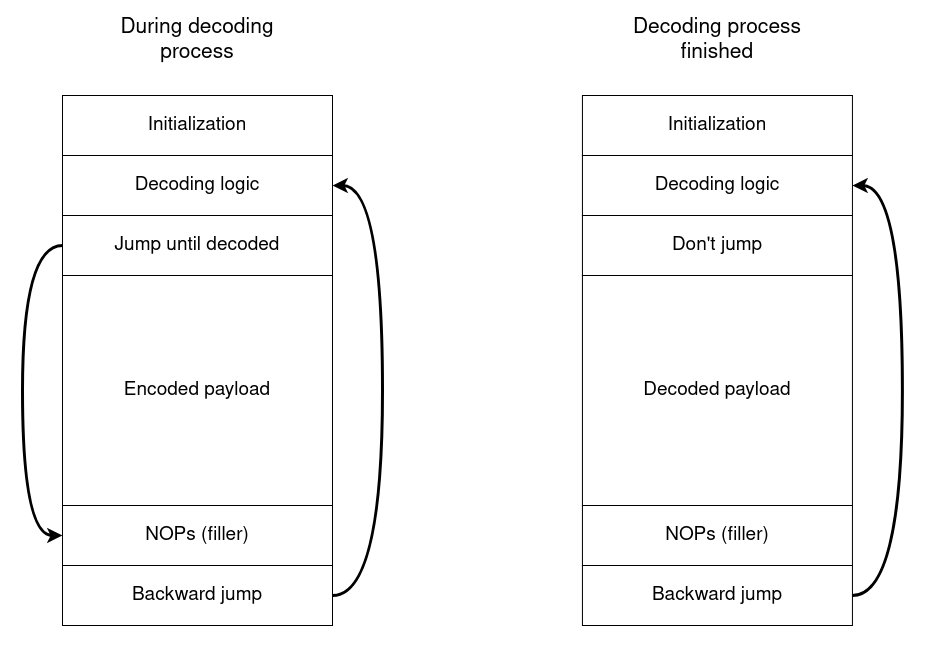 During decoding
process
Initialization
Decoding logic
Jump until decoded
Encoded payload
NOPs (filler)
Backward jump
Decoding process
finished
Initialization
Decoding logic
Don't jump
Decoded payload
NOPs (filler)
Backward jump